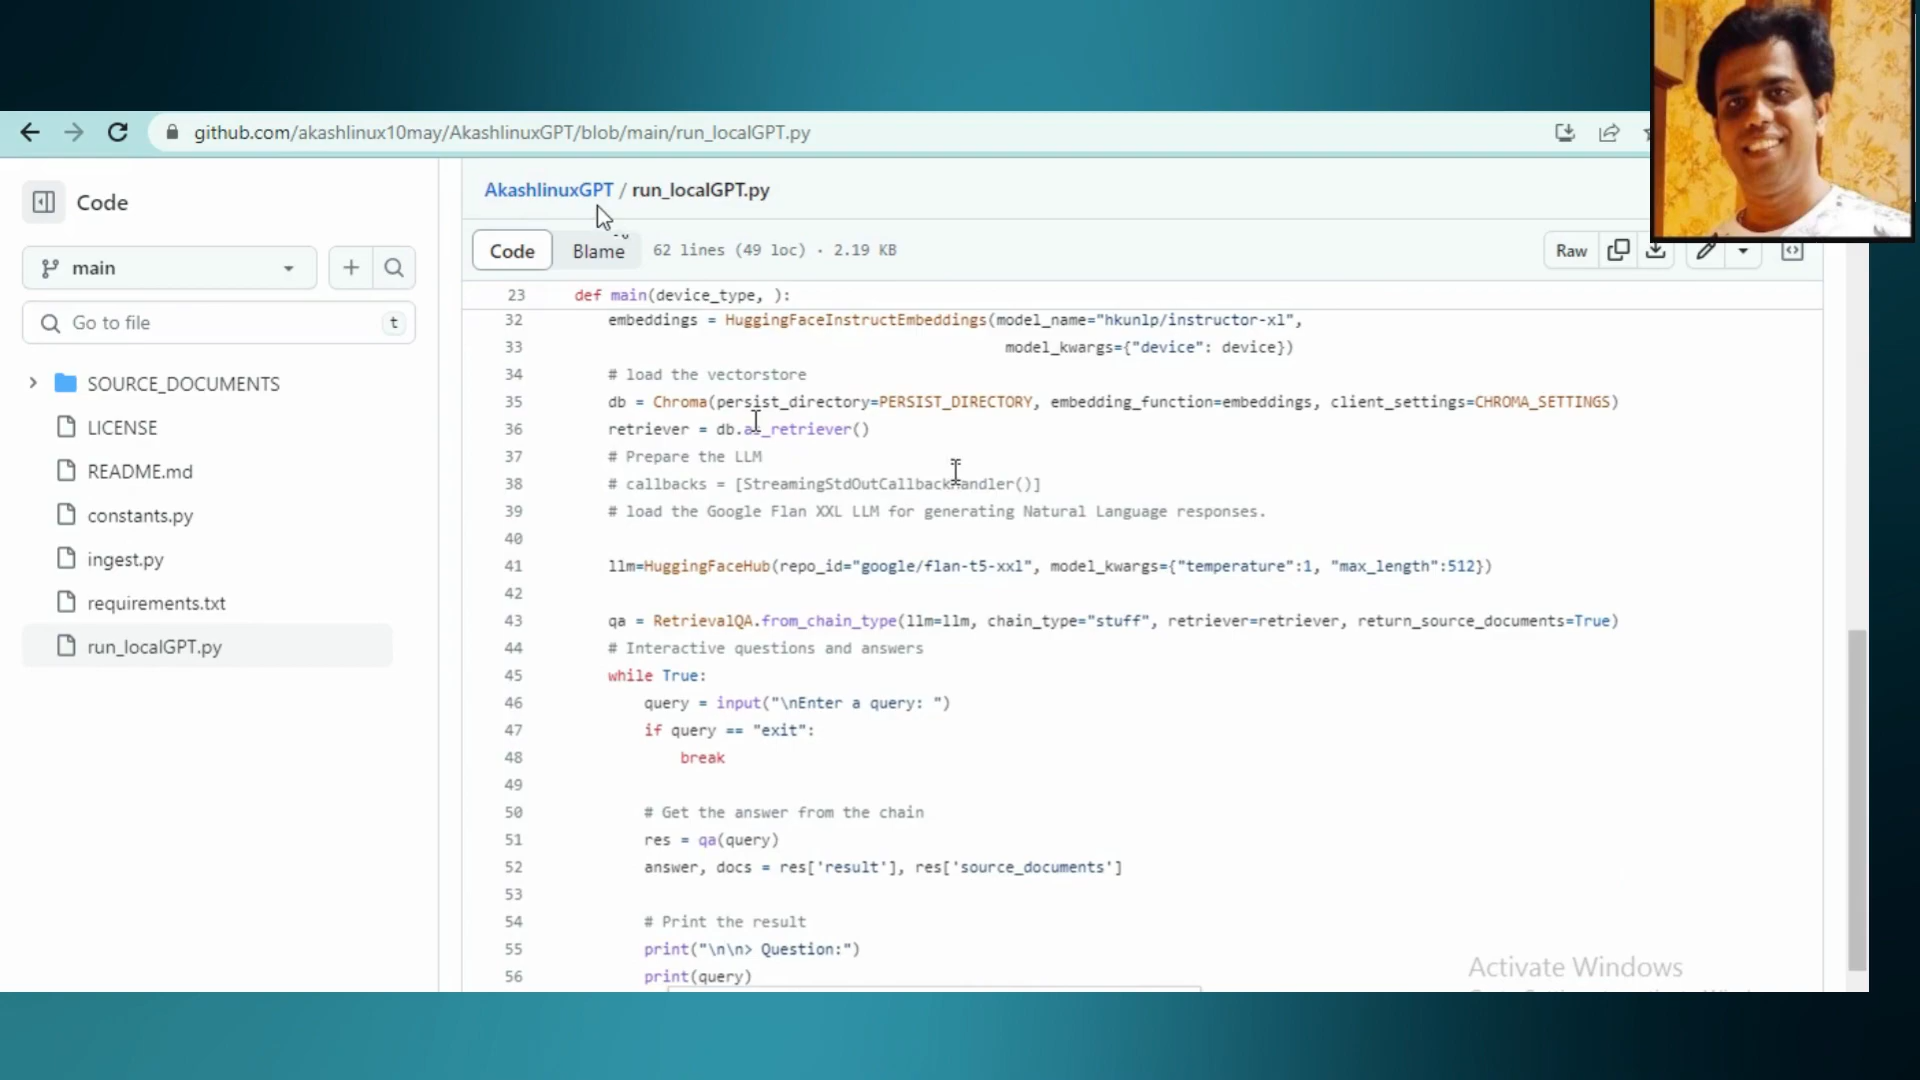 github.com/akashlinux10may/AkashlinuxGPT/blob/main/run_localGPT.py
Code
main
Go to file
t
SOURCE_DOCUMENTS
LICENSE
README.md
constants.py
ingest.py
requirements.txt
run_localGPT.py
AkashlinuxGPT / run_localGPT.py
Code Blame 62 lines (49 loc) · 2.19 KB
Raw
23 def main(device_type, ):
32 embeddings = HuggingFaceInstructEmbeddings(model_name="hkunlp/instructor-xl",
33 model_kwargs={"device": device})
34 # load the vectorstore
35 db = Chroma(persist_directory=PERSIST_DIRECTORY, embedding_function=embeddings, client_settings=CHROMA_SETTINGS)
36 retriever = db.as_retriever()
37 # Prepare the LLM
38 # callbacks = [StreamingStdOutCallbackHandler()]
39 # load the Google Flan XXL LLM for generating Natural Language responses.
40
41 llm=HuggingFaceHub(repo_id="google/flan-t5-xxl", model_kwargs={"temperature":1, "max_length":512})
42
43 qa = RetrievalQA.from_chain_type(llm=llm, chain_type="stuff", retriever=retriever, return_source_documents=True)
44 # Interactive questions and answers
45 while True:
46 query = input("\nEnter a query: ")
47 if query == "exit":
48 break
49
50 # Get the answer from the chain
51 res = qa(query)
52 answer, docs = res['result'], res['source_documents']
53
54 # Print the result
55 print("\n\n> Question:")
56 print(query)
Activate Windows